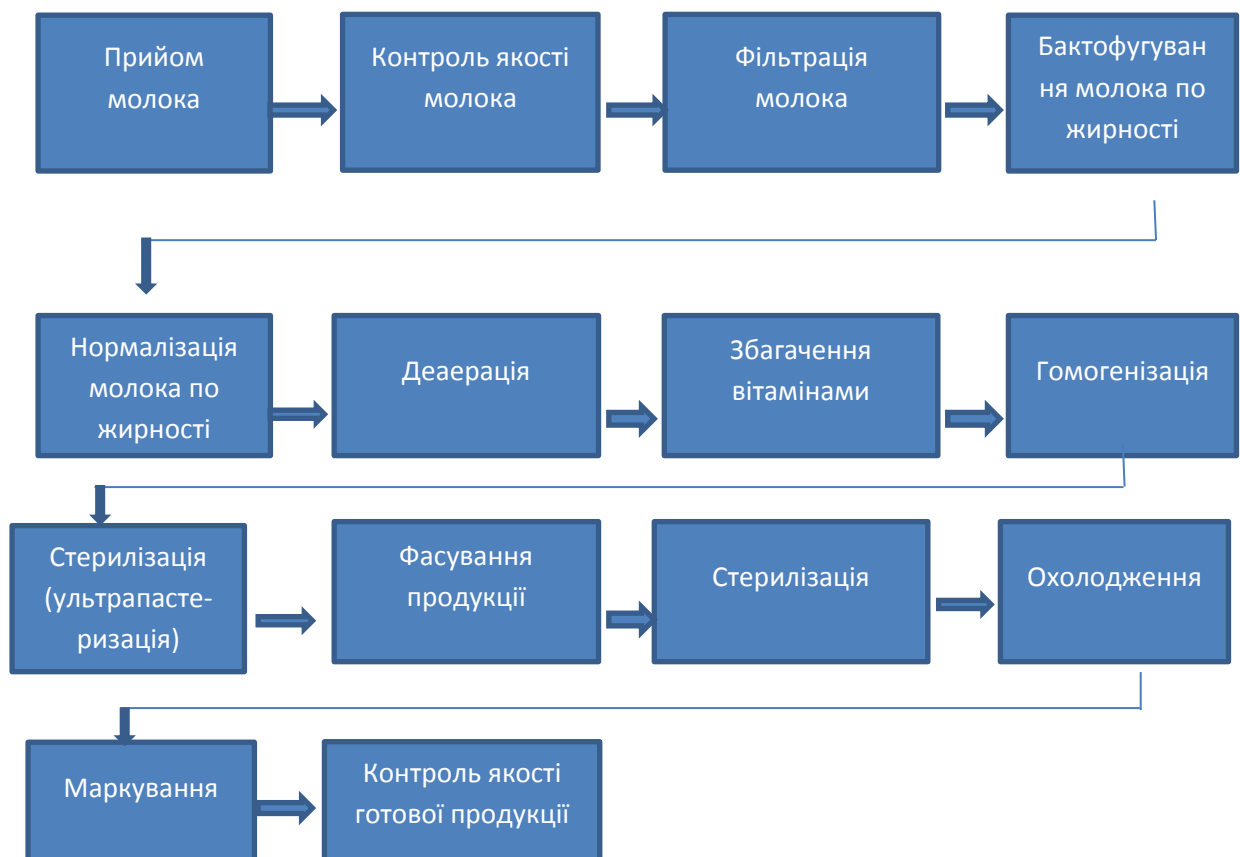 Прийом
молока
Контроль якості
молока
Фільтрація
молока
Бактофугуван
ня молока по
жирності
Нормалізація
молока по
жирності
Деаерація
Збагачення
вітамінами
Гомогенізація
Стерилізація
(ультрапасте-
ризація)
Фасування
продукції
Стерилізація
Охолодження
Маркування
Контроль якості
готової продукції